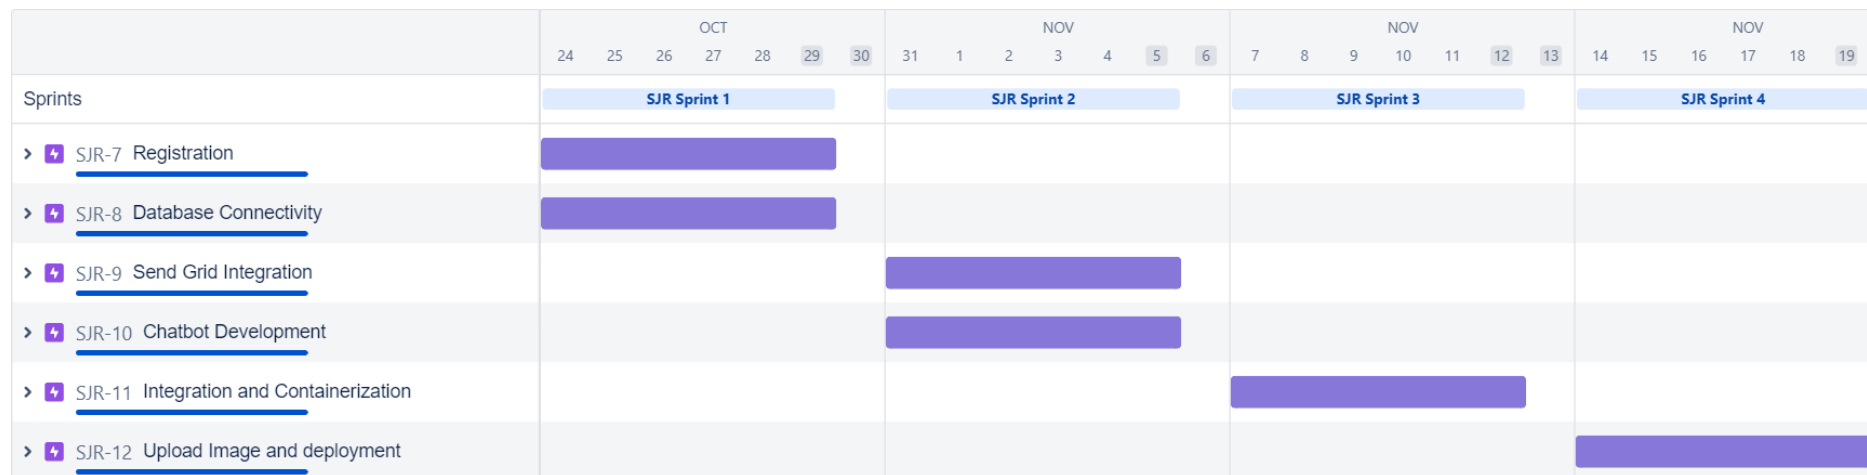 OCT NOV NOV NOV
24 25 26 27 28 29 30 31 1 2 3 4 5 6 7 8 9 10 11 12 13 14 15 16 17 18 19
Sprints SJR Sprint 1 SJR Sprint 2 SJR Sprint 3 SJR Sprint 4
SJR-7 Registration
SJR-8 Database Connectivity
SJR-9 Send Grid Integration
SJR-10 Chatbot Development
SJR-11 Integration and Containerization
SJR-12 Upload Image and deployment